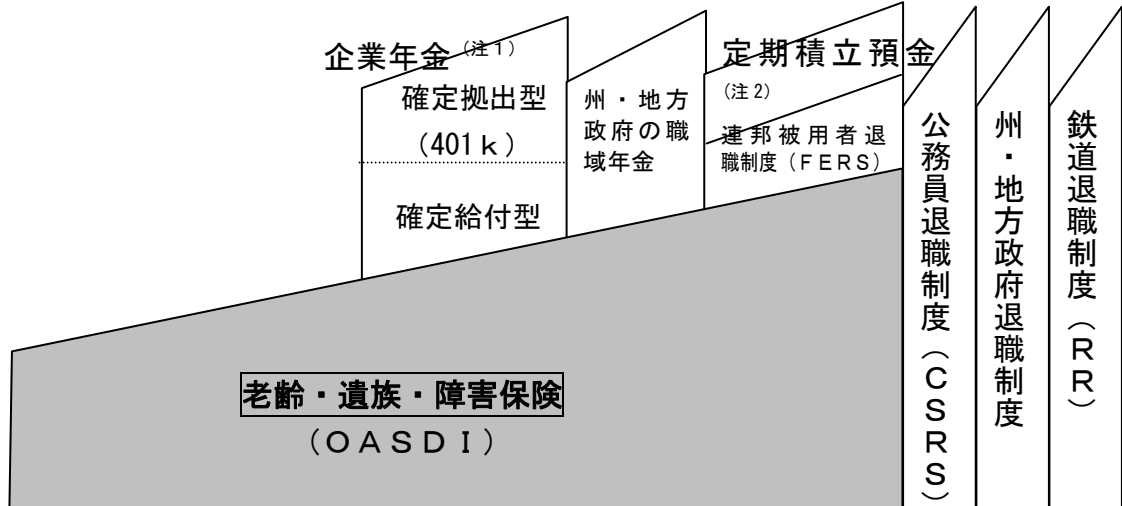 企業年金(注1)
確定拠出型
(401k)
確定給付型
州・地方
政府の職
域年金
定期積立預金
(注2)
連邦被用者退
職制度(FERS)
公務員退職制度(CSRS)
州・地方政府退職制度
鉄道退職制度(RR)
老齢・遺族・障害保険
(OASDI)